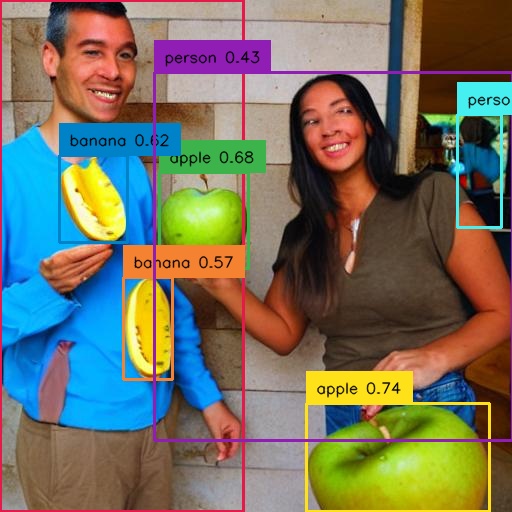 person 0.43
perso
banana 0.62
apple 0.68
banana 0.57
apple 0.74